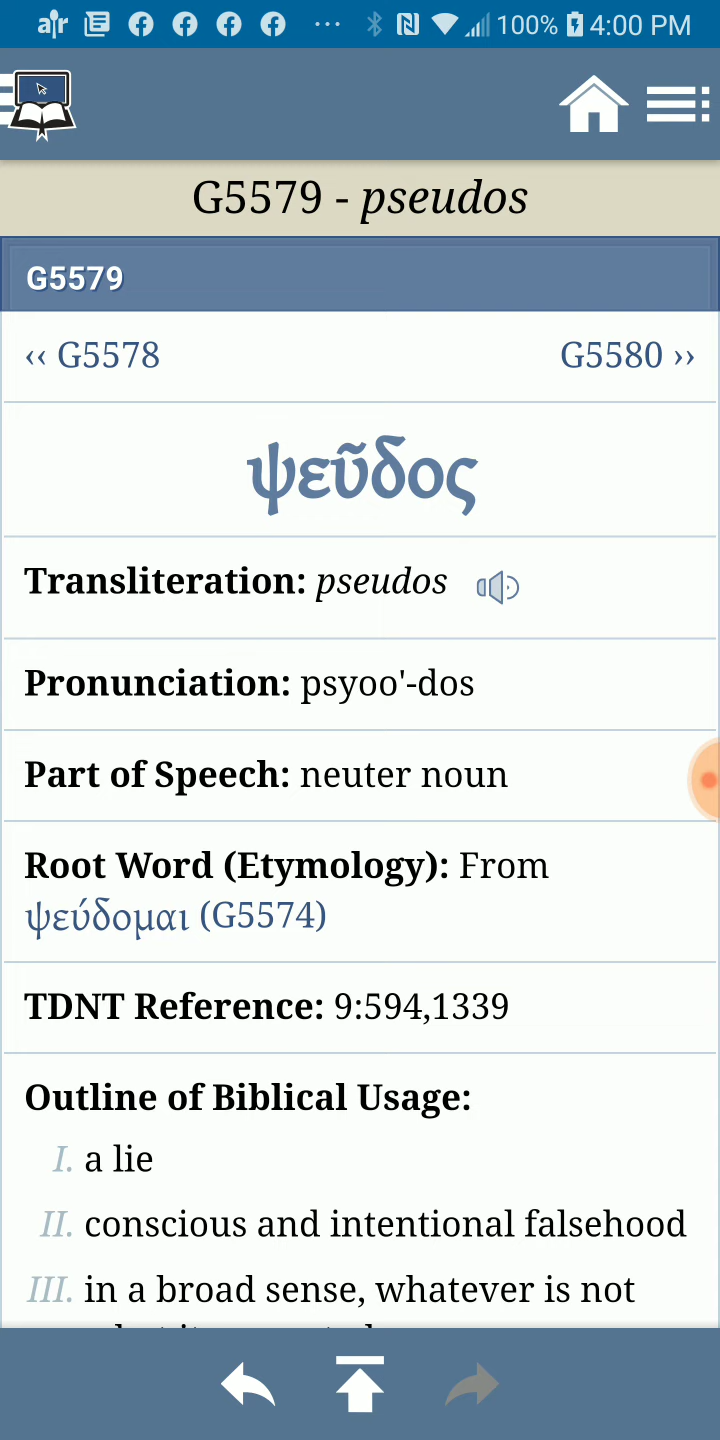 100% 4:00 PM
G5579 - pseudos
G5579
‹‹ G5578 G5580 ››
ψεῦδος
Transliteration: pseudos
Pronunciation: psyoo'-dos
Part of Speech: neuter noun
Root Word (Etymology): From
ψεύδομαι (G5574)
TDNT Reference: 9:594,1339
Outline of Biblical Usage:
I. a lie
II. conscious and intentional falsehood
III. in a broad sense, whatever is not